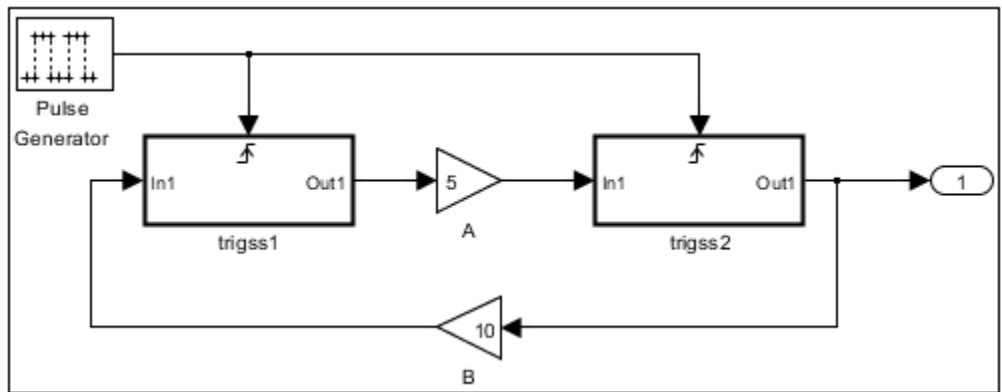 Pulse
Generator
In1
Out1
trigss1
5
A
In1
Out1
trigss2
1
10
B